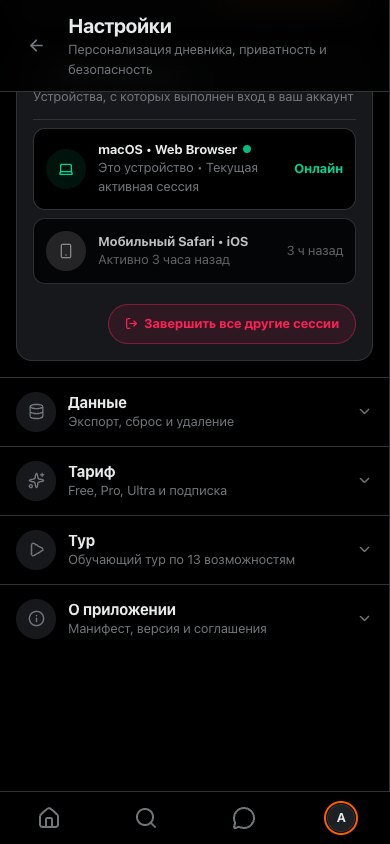 Настройки
Персонализация дневника, приватность и
безопасность
Устройства, с которых выполнен вход в ваш аккаунт
macOS • Web Browser
Это устройство • Текущая
активная сессия
Онлайн
Мобильный Safari • iOS
Активно 3 часа назад
3 ч назад
Завершить все другие сессии
Данные
Экспорт, сброс и удаление
Тариф
Free, Pro, Ultra и подписка
Тур
Обучающий тур по 13 возможностям
О приложении
Манифест, версия и соглашения
A